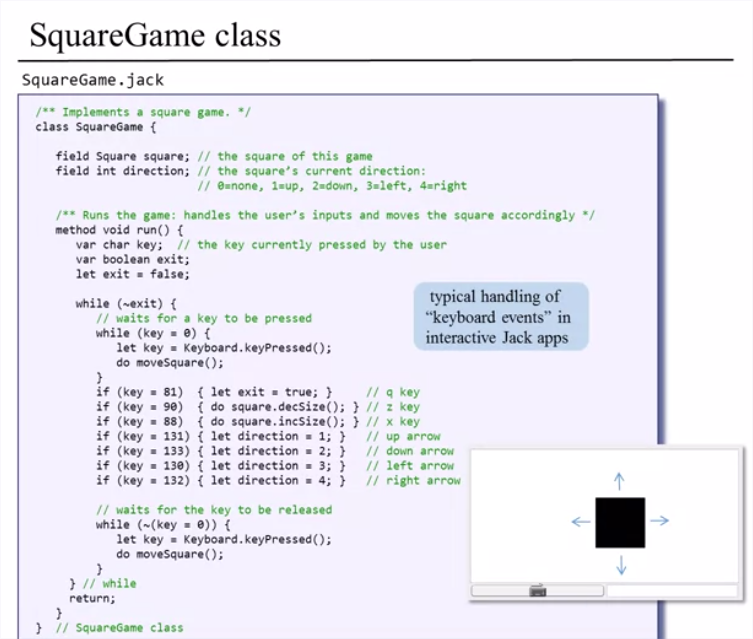 SquareGame class
SquareGame.jack
/** Implements a square game. */
class SquareGame {
field Square square; // the square of this game
field int direction; // the square's current direction:
// 0=none, 1=up, 2=down, 3=left, 4=right
/** Runs the game: handles the user's inputs and moves the square accordingly */
method void run() {
var char key; // the key currently pressed by the user
var boolean exit;
let exit = false;
while (~exit) {
// waits for a key to be pressed
while (key = 0) {
let key = Keyboard.keyPressed();
do moveSquare();
}
if (key = 81) { let exit = true; } // q key
if (key = 90) { do square.decSize(); } // z key
if (key = 88) { do square.incSize(); } // x key
if (key = 131) { let direction = 1; } // up arrow
if (key = 133) { let direction = 2; } // down arrow
if (key = 130) { let direction = 3; } // left arrow
if (key = 132) { let direction = 4; } // right arrow
// waits for the key to be released
while (~(key = 0)) {
let key = Keyboard.keyPressed();
do moveSquare();
}
} // while
return;
}
} // SquareGame class
typical handling of
“keyboard events” in
interactive Jack apps